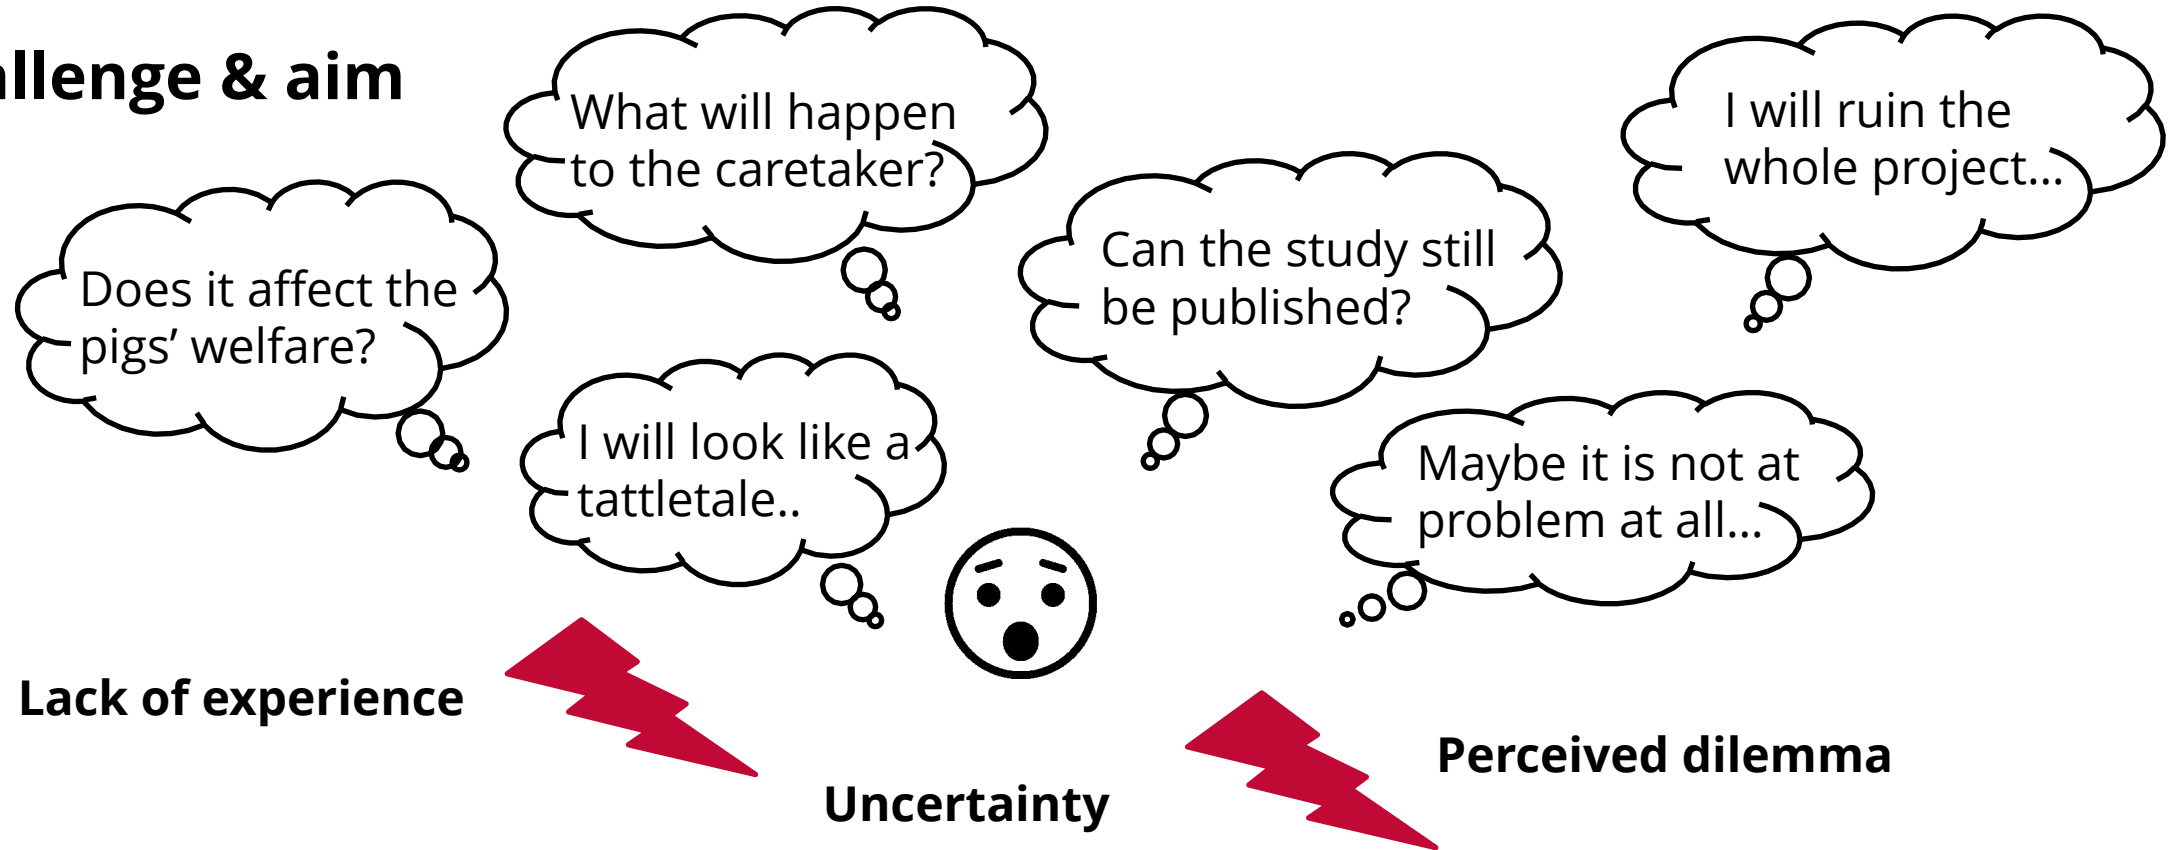 allenge & aim
What will happen
to the caretaker?
I will ruin the
whole project...
Does it affect the
pigs’ welfare?
Can the study still
be published?
I will look like a
tattletale..
Maybe it is not at
problem at all...
Lack of experience
Uncertainty
Perceived dilemma